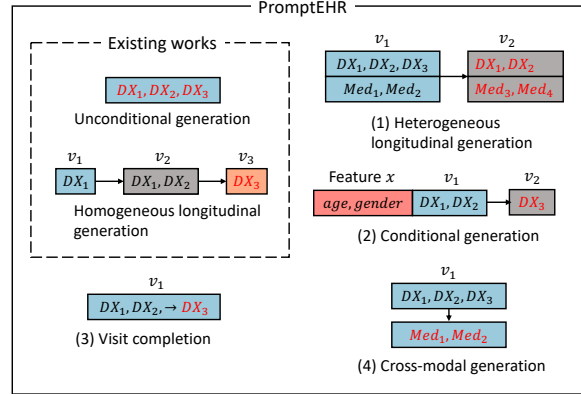 PromptEHR
Existing works
DX1, DX2, DX3
Unconditional generation
v1 v2 v3
DX1 DX1, DX2 DX3
Homogeneous longitudinal
generation
v1 v2
DX1, DX2, DX3 DX1, DX2
Med1, Med2 Med3, Med4
(1) Heterogeneous
longitudinal generation
Feature x v1 v2
age, gender DX1, DX2 DX3
(2) Conditional generation
v1
DX1, DX2, → DX3
(3) Visit completion
v1
DX1, DX2, DX3
Med1, Med2
(4) Cross-modal generation